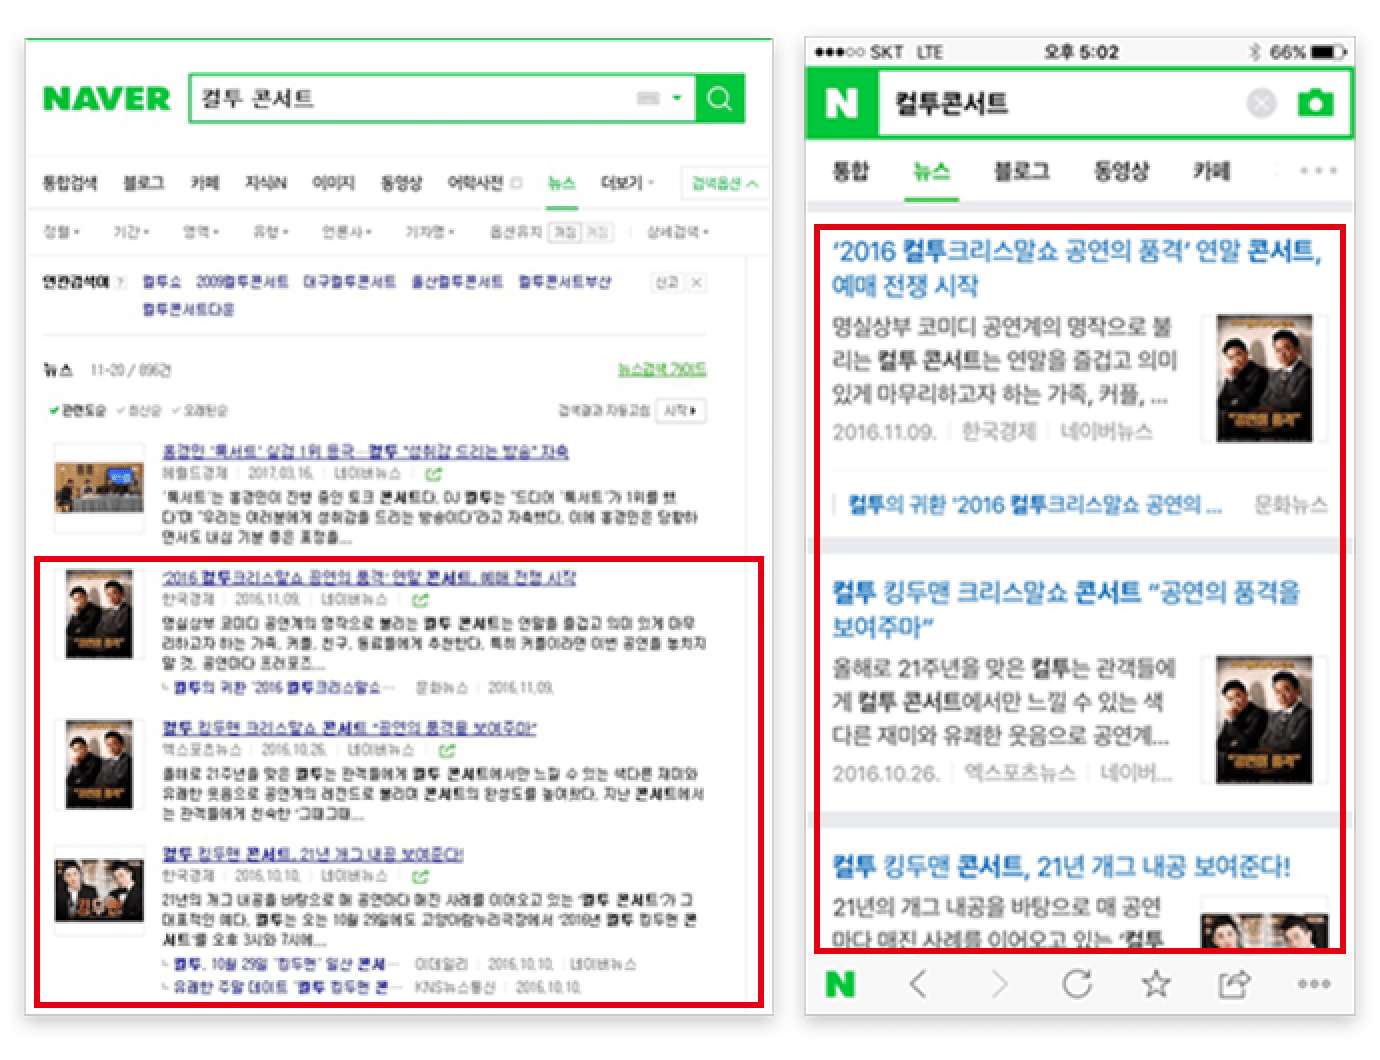 NAVER
컬투 콘서트
통합검색 블로그 카페 지식iN 이미지 동영상 어학사전 뉴스 더보기 검색옵션
정렬 기간 영역 유형 언론사 기자명 옵션유지 꺼짐 켜짐 상세검색
연관검색어 ? 컬투쇼 2009컬투콘서트 대구컬투콘서트 울산컬투콘서트 컬투콘서트부산 신고 ×
컬투콘서트다운
뉴스 11-20 / 896건 뉴스검색 가이드
관련도순 최신순 오래된순 검색결과 자동고침 시작
홍경민 '톡서트' 실검 1위 등극…컬투 "성취감 드리는 방송" 자축
헤럴드경제 2017.03.16. 네이버뉴스
'톡서트'는 홍경민이 진행 중인 토크 콘서트다. DJ 컬투는 "드디어 '톡서트'가 1위를 했
다"며 "우리는 여러분에게 성취감을 드리는 방송이다"라고 자축했다. 이에 홍경민은 당황하
면서도 내심 기분 좋은 표정을...
'2016 컬투크리스말쇼 공연의 품격' 연말 콘서트, 예매 전쟁 시작
한국경제 2016.11.09. 네이버뉴스
명실상부 코미디 공연계의 명작으로 불리는 컬투 콘서트는 연말을 즐겁고 의미 있게 마무
리하고자 하는 가족, 커플, 친구, 동료들에게 추천한다. 특히 커플이라면 이번 공연을 놓치지
말 것. 공연마다 프러포즈...
컬투의 귀환 '2016 컬투크리스말쇼… 문화뉴스 2016.11.09.
컬투 킹두맨 크리스말쇼 콘서트 "공연의 품격을 보여주마"
엑스포츠뉴스 2016.10.26. 네이버뉴스
올해로 21주년을 맞은 컬투는 관객들에게 컬투 콘서트에서만 느낄 수 있는 색다른 재미와
유쾌한 웃음으로 공연계의 레전드로 불리며 콘서트의 완성도를 높여왔다. 지난 콘서트에서
는 관객들에게 친숙한 '그때그때...
컬투 킹두맨 콘서트, 21년 개그 내공 보여준다!
한국경제 2016.10.10. 네이버뉴스
21년의 개그 내공을 바탕으로 매 공연마다 매진 사례를 이어오고 있는 '컬투 콘서트'가 그
대표적인 예다. 컬투는 오는 10월 29일에도 고양아람누리극장에서 '2016년 컬투 킹두맨 콘
서트'를 오후 3시와 7시에...
컬투, 10월 29일 '킹두맨' 일산 콘서… 이데일리 2016.10.10. 네이버뉴스
유쾌한 주말 데이트 '컬투 킹두맨 콘… KNS뉴스통신 2016.10.10.
SKT LTE 오후 5:02 66%
N 컬투콘서트
통합 뉴스 블로그 동영상 카페
'2016 컬투크리스말쇼 공연의 품격' 연말 콘서트,
예매 전쟁 시작
명실상부 코미디 공연계의 명작으로 불
리는 컬투 콘서트는 연말을 즐겁고 의미
있게 마무리하고자 하는 가족, 커플, ...
2016.11.09. 한국경제 네이버뉴스
"공연의 품격"
컬투의 귀환 '2016 컬투크리스말쇼 공연의 ... 문화뉴스
컬투 킹두맨 크리스말쇼 콘서트 "공연의 품격을
보여주마"
올해로 21주년을 맞은 컬투는 관객들에
게 컬투 콘서트에서만 느낄 수 있는 색
다른 재미와 유쾌한 웃음으로 공연계...
2016.10.26. 엑스포츠뉴스 네이버...
"공연의 품격"
컬투 킹두맨 콘서트, 21년 개그 내공 보여준다!
21년의 개그 내공을 바탕으로 매 공연
마다 매진 사례를 이어오고 있는 '컬투
N